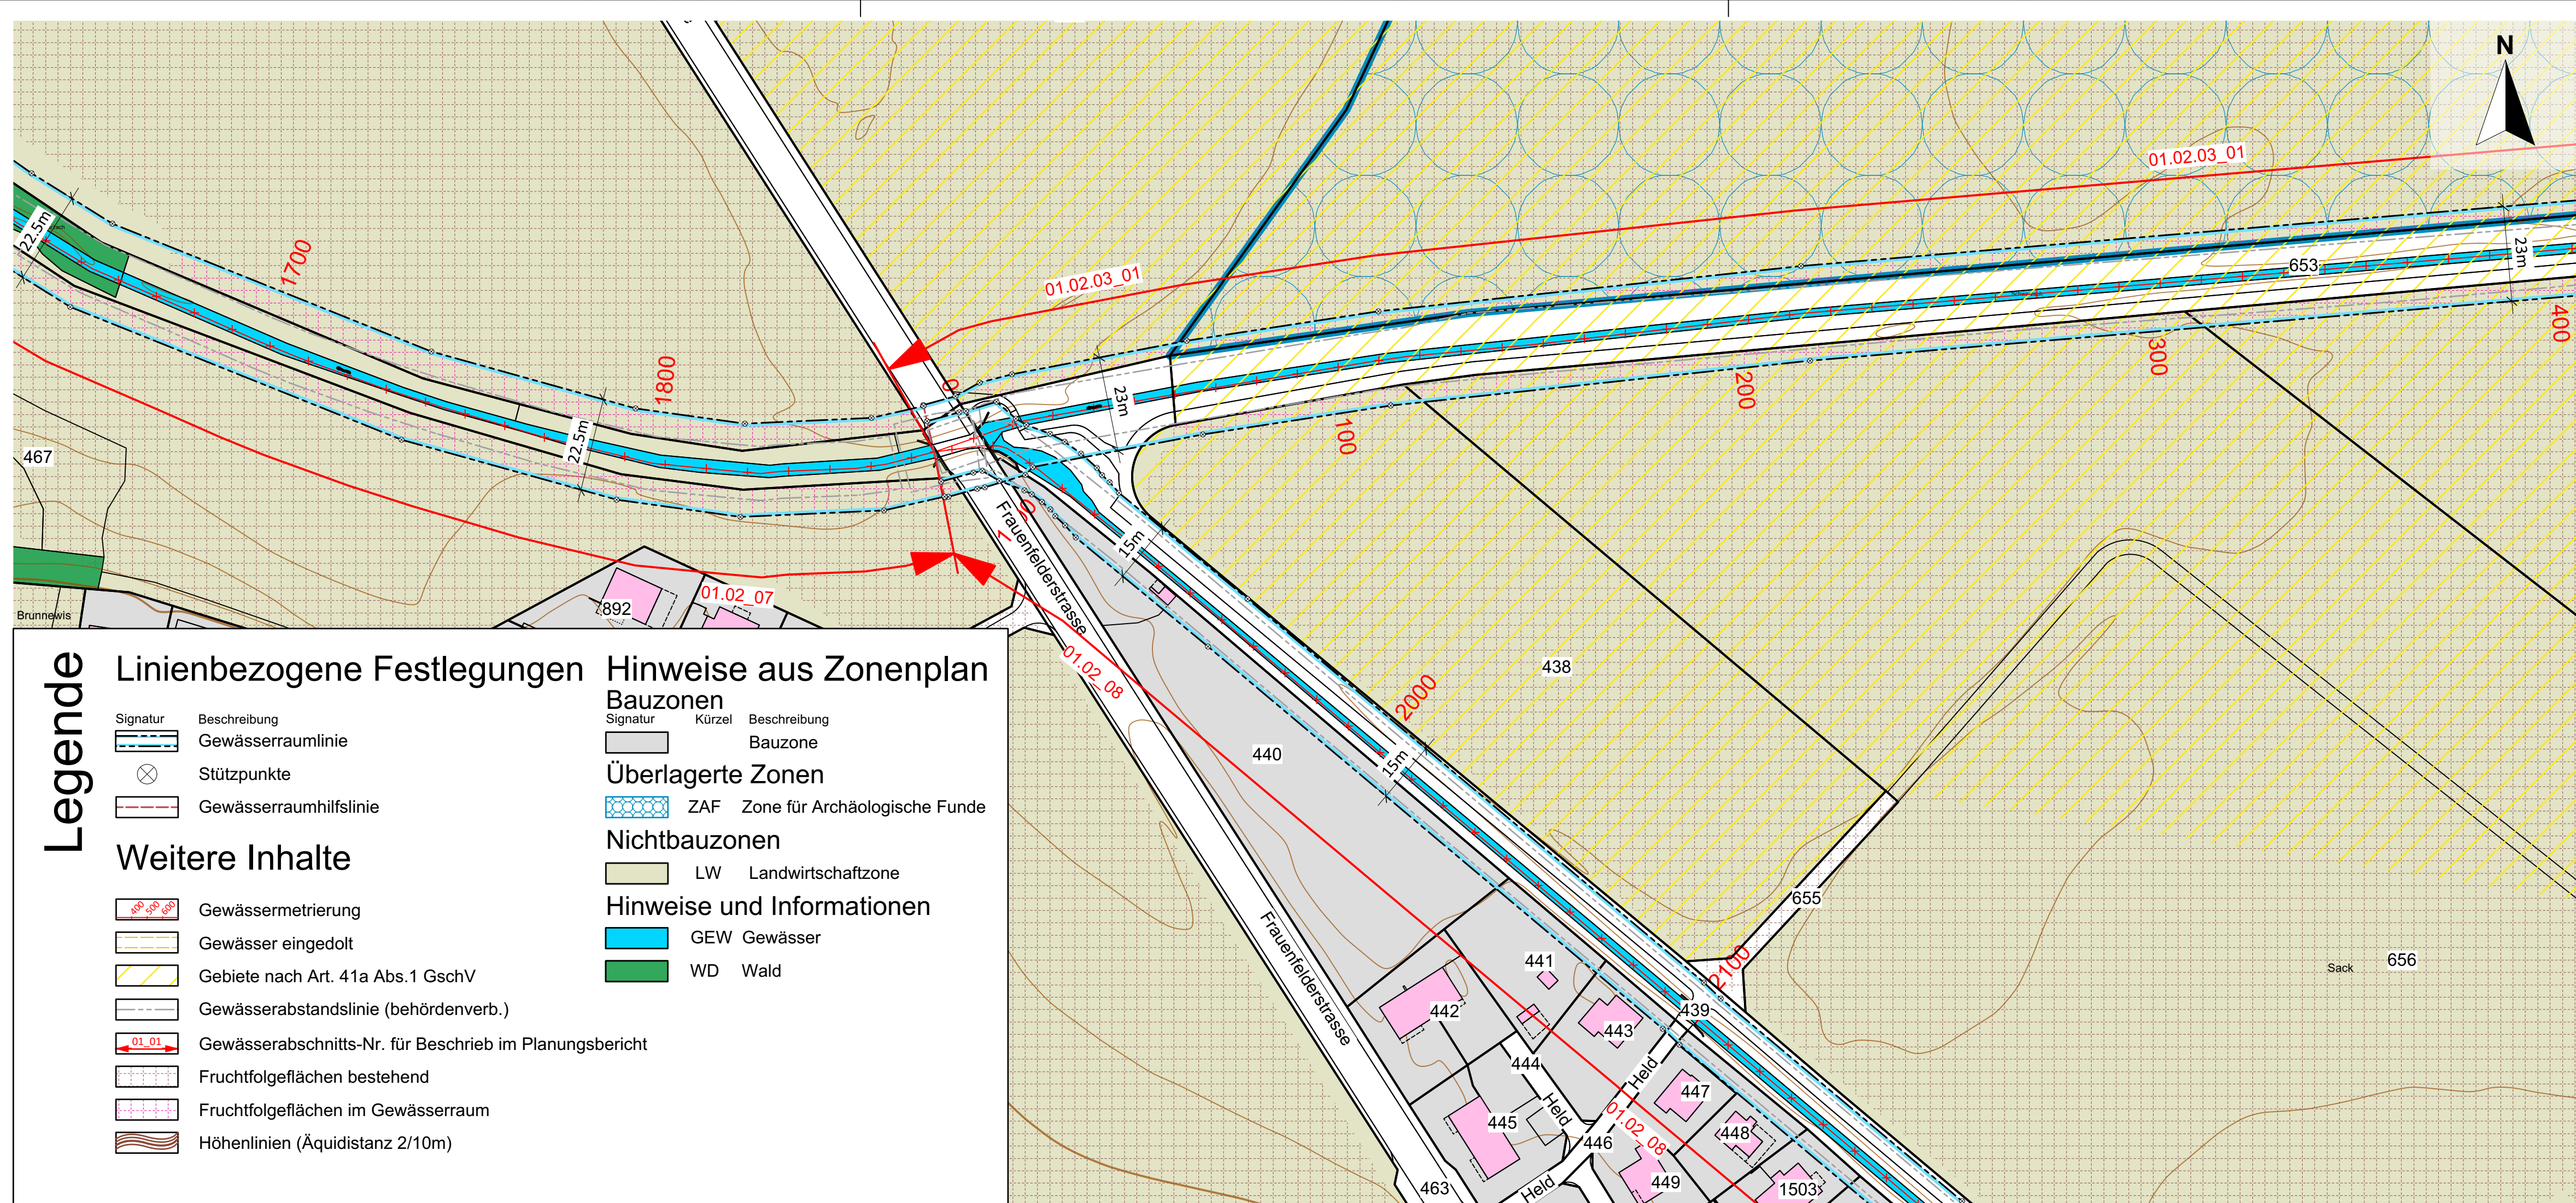 N
01.02.03_01
01.02.03_01
22.5m
1700
1800
22.5m
0
23m
653
23m
400
300
200
100
467
Frauenfelderstrasse
15m
Brunnewis
892
01.02_07
01.02_08
438
2000
15m
440
655
2100
Sack
656
441
442
443
439
Frauenfelderstrasse
444
Held
447
445
Held
01.02_08
448
446
463
Held
449
1503
Legende
Linienbezogene Festlegungen
Signatur Beschreibung
Gewässerraumlinie
Stützpunkte
Gewässerraumhilfslinie
Weitere Inhalte
400 500 600 Gewässermetrierung
Gewässer eingedolt
Gebiete nach Art. 41a Abs.1 GschV
Gewässerabstandslinie (behördenverb.)
01_01 Gewässerabschnitts-Nr. für Beschrieb im Planungsbericht
Fruchtfolgeflächen bestehend
Fruchtfolgeflächen im Gewässerraum
Höhenlinien (Äquidistanz 2/10m)
Hinweise aus Zonenplan
Bauzonen
Signatur Kürzel Beschreibung
Bauzone
Überlagerte Zonen
ZAF Zone für Archäologische Funde
Nichtbauzonen
LW Landwirtschaftzone
Hinweise und Informationen
GEW Gewässer
WD Wald